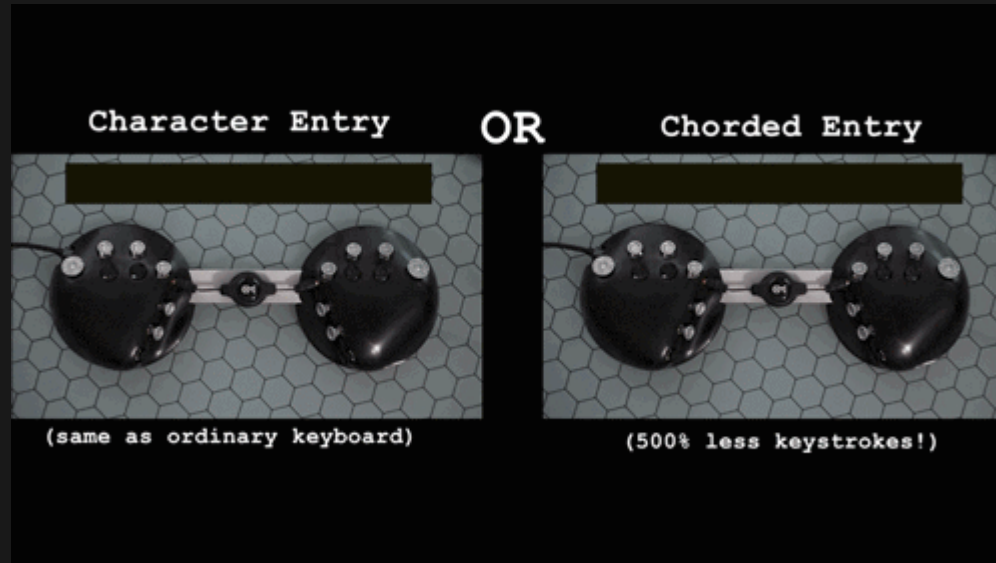 Character Entry
OR
Chorded Entry
(same as ordinary keyboard)
(500% less keystrokes!)